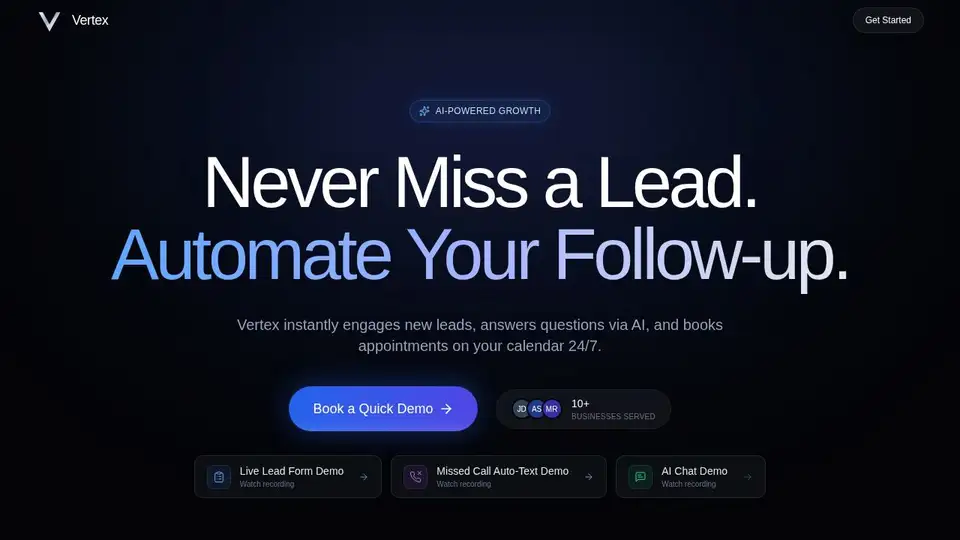 Vertex
Get Started
AI-POWERED GROWTH
Never Miss a Lead.
Automate Your Follow-up.
Vertex instantly engages new leads, answers questions via AI, and books
appointments on your calendar 24/7.
Book a Quick Demo
JD AS MR
10+
BUSINESSES SERVED
Live Lead Form Demo
Watch recording
Missed Call Auto-Text Demo
Watch recording
AI Chat Demo
Watch recording